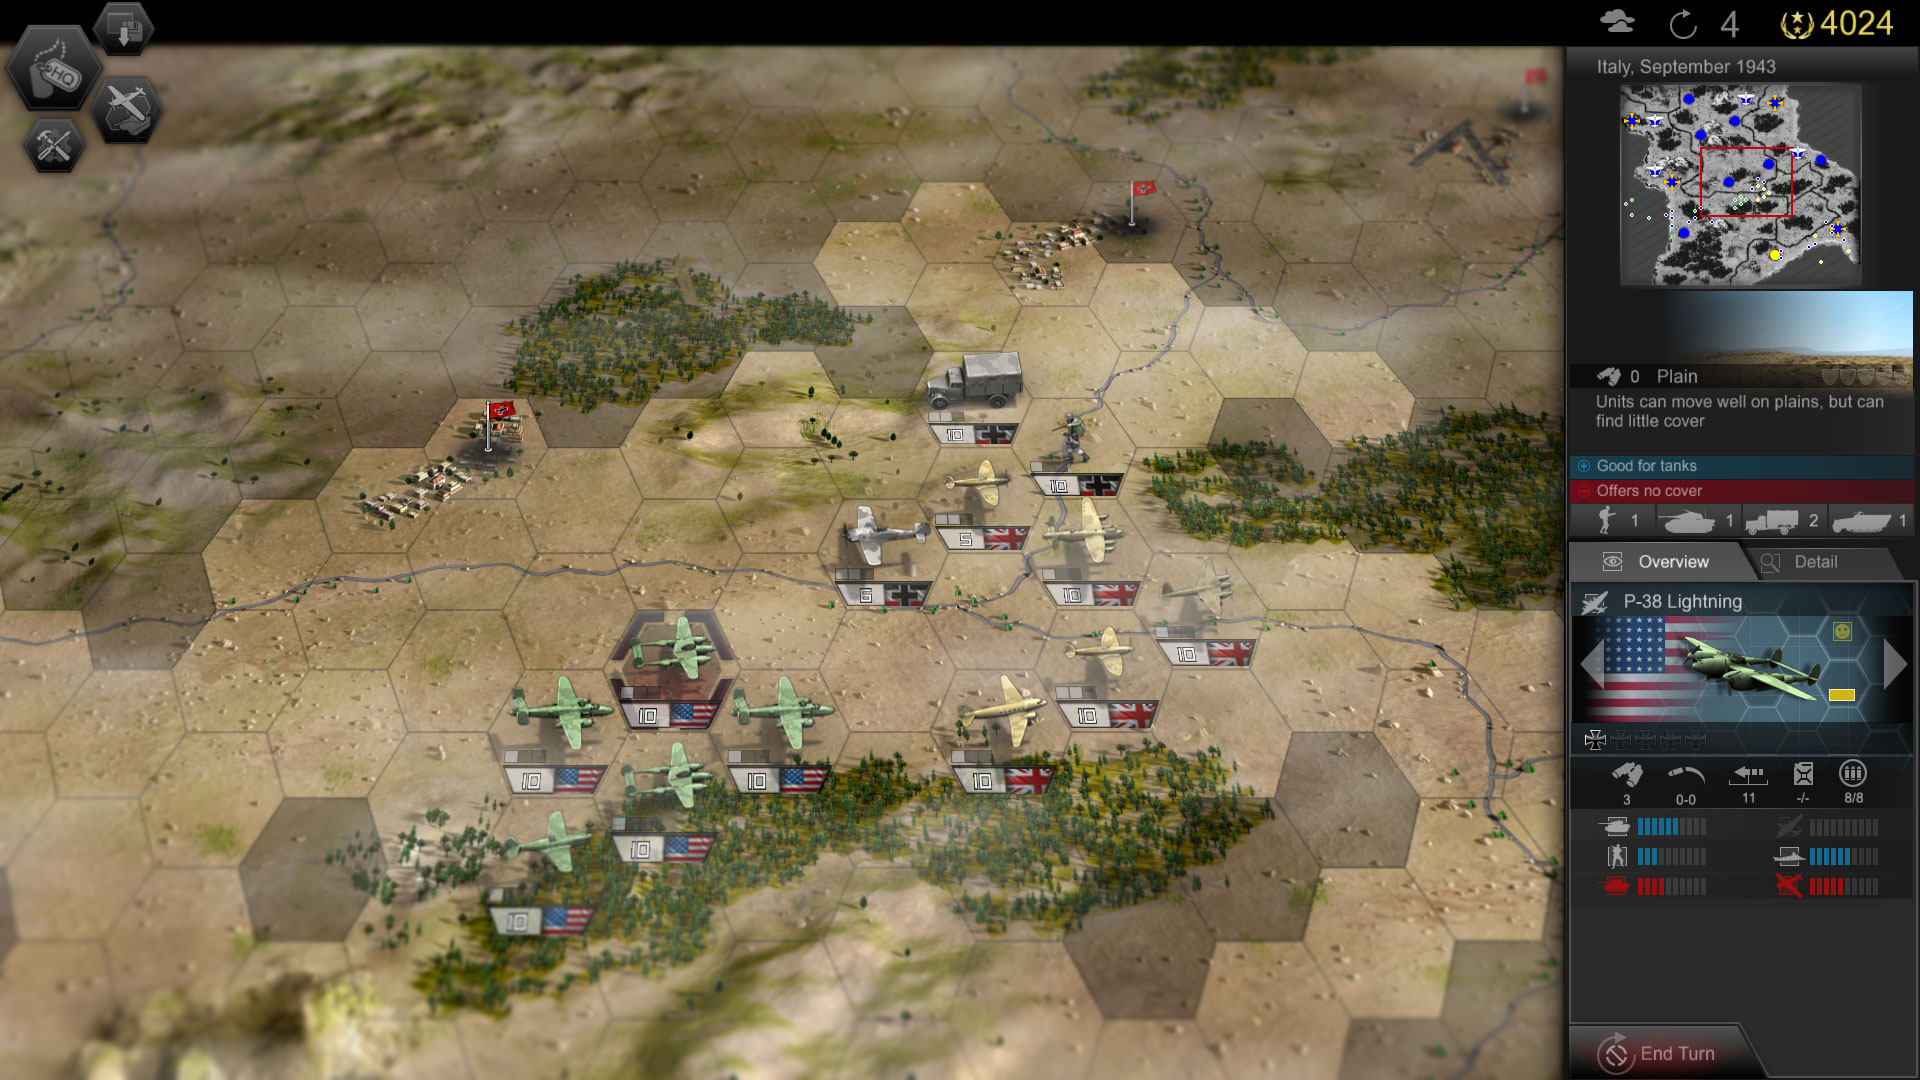 HQ
4
4024
Italy, September 1943
0 Plain
Units can move well on plains, but can
find little cover
Good for tanks
Offers no cover
1 1 2 1
Overview
Detail
P-38 Lightning
3 0-0 11 -/- 8/8
10
10
5
10
10
10
10
10
10
10
10
10
End Turn